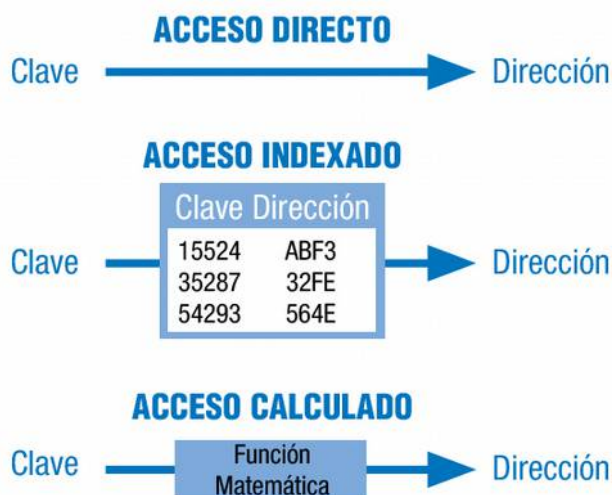 ACCESO DIRECTO
Clave Dirección
ACCESO INDEXADO
Clave Dirección
15524 ABF3
Clave 35287 32FE Dirección
54293 564E
ACCESO CALCULADO
Función
Clave Dirección
Matemática